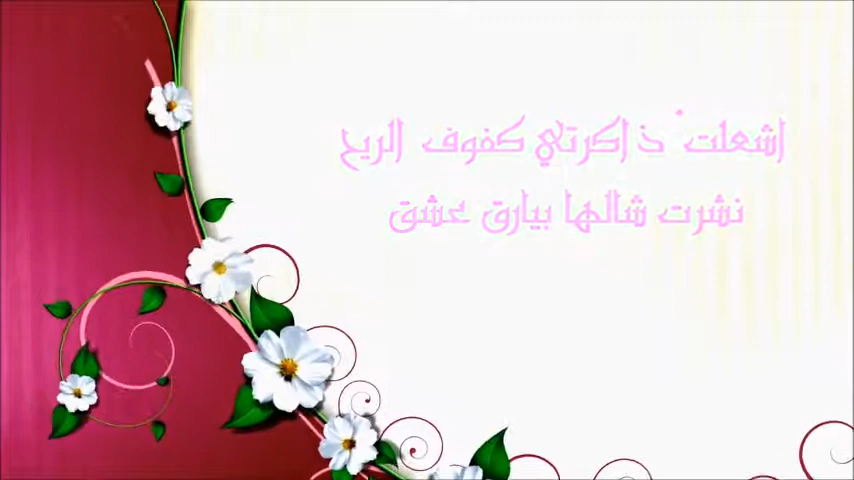 اشعلت ذاكرتي كفوف الريح
نشرت شالها بيارق عشق